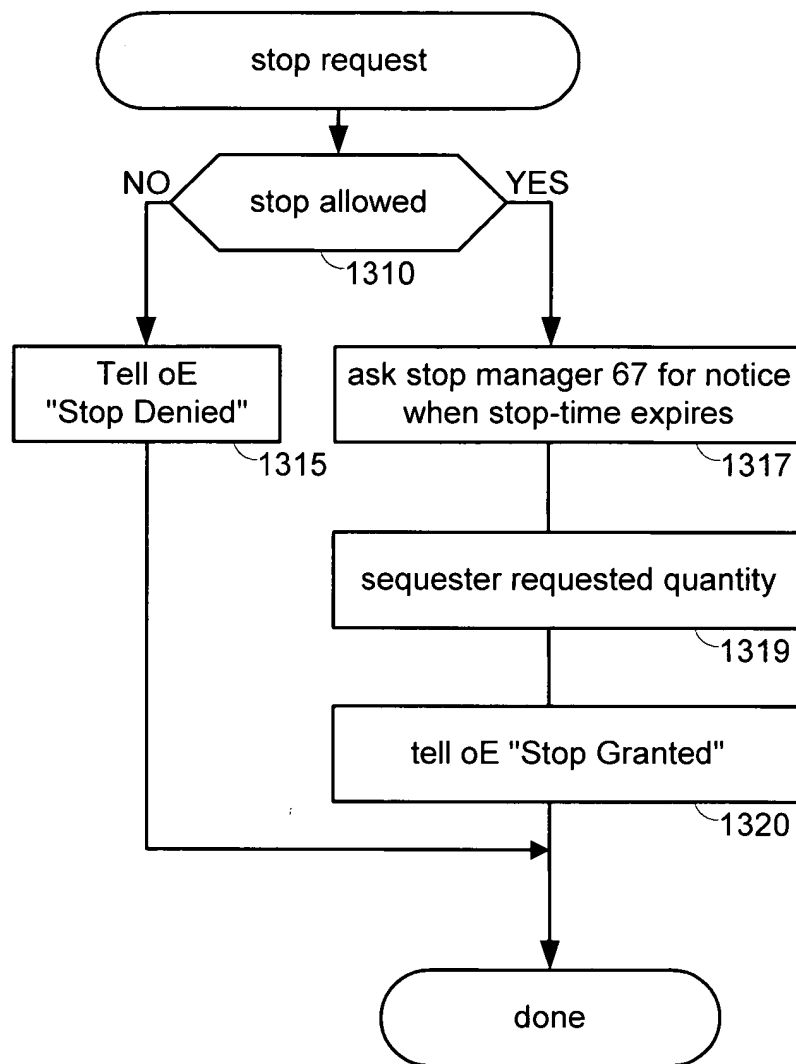 stop request
NO
YES
stop allowed
1310
Tell oE
"Stop Denied"
1315
ask stop manager 67 for notice
when stop-time expires
1317
sequester requested quantity
1319
tell oE "Stop Granted"
1320
done